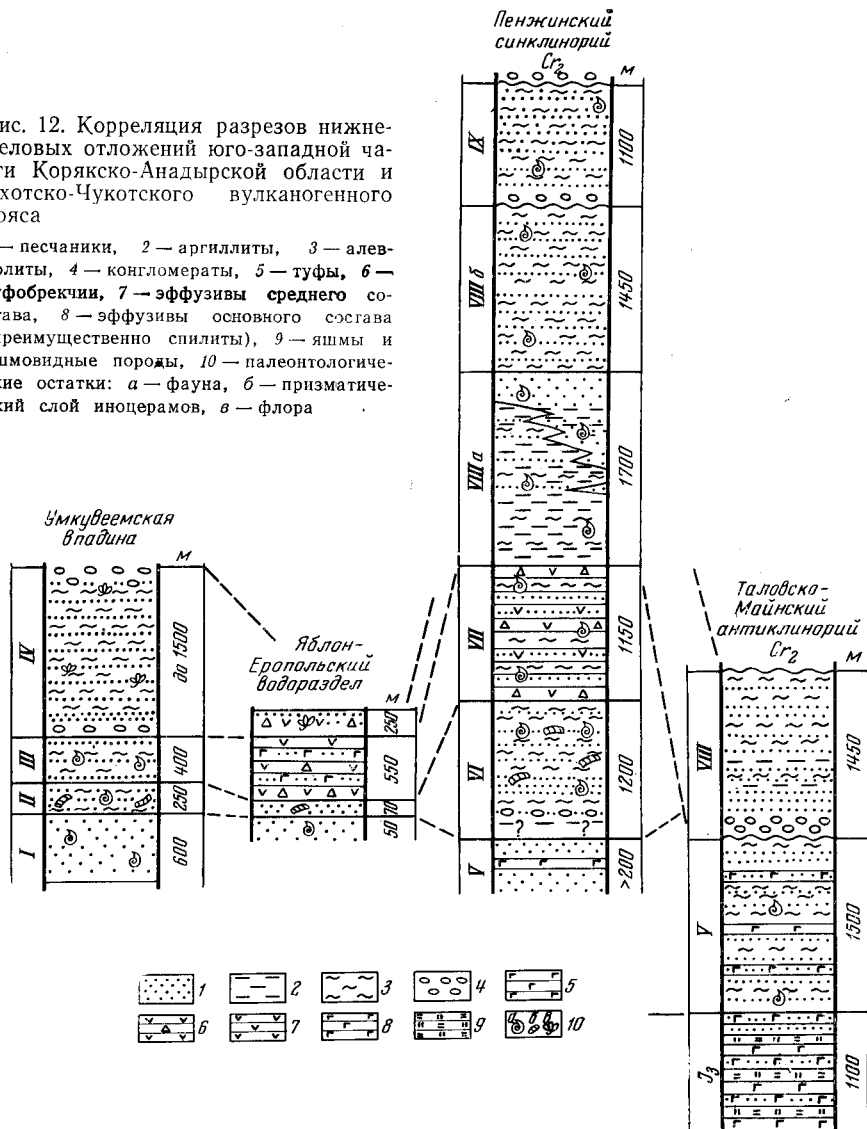 Пенжинский
синклинорий
Cr₂
м
ис. 12. Корреляция разрезов нижне-
еловых отложений юго-западной ча-
ти Корякско-Анадырской области и
хотско-Чукотского вулканогенного
ояса
— песчаники, 2 — аргиллиты, 3 — алев-
олиты, 4 — конгломераты, 5 — туфы, 6 —
уфобрекчии, 7 — эффузивы среднего со-
тава, 8 — эффузивы основного состава
преимущественно спилиты), 9 — яшмы и
шмовидные породы, 10 — палеонтологиче-
кие остатки: а — фауна, б — призматиче-
кий слой иноцерамов, в — флора
IX
1100
VIII б
1450
VIII а
1700
VII
1150
VI
1200
? ?
V
>200
Умкувеемская
впадина
м
IV
до 1500
III
400
II
250
I
600
Яблон-
Еропольский
водораздел
м
250
550
70
50
Таловско-
Майнский
антиклинорий
Cr₂
м
VIII
1450
V
1500
J₃
1100
1 2 3 4 5
6 7 8 9 10